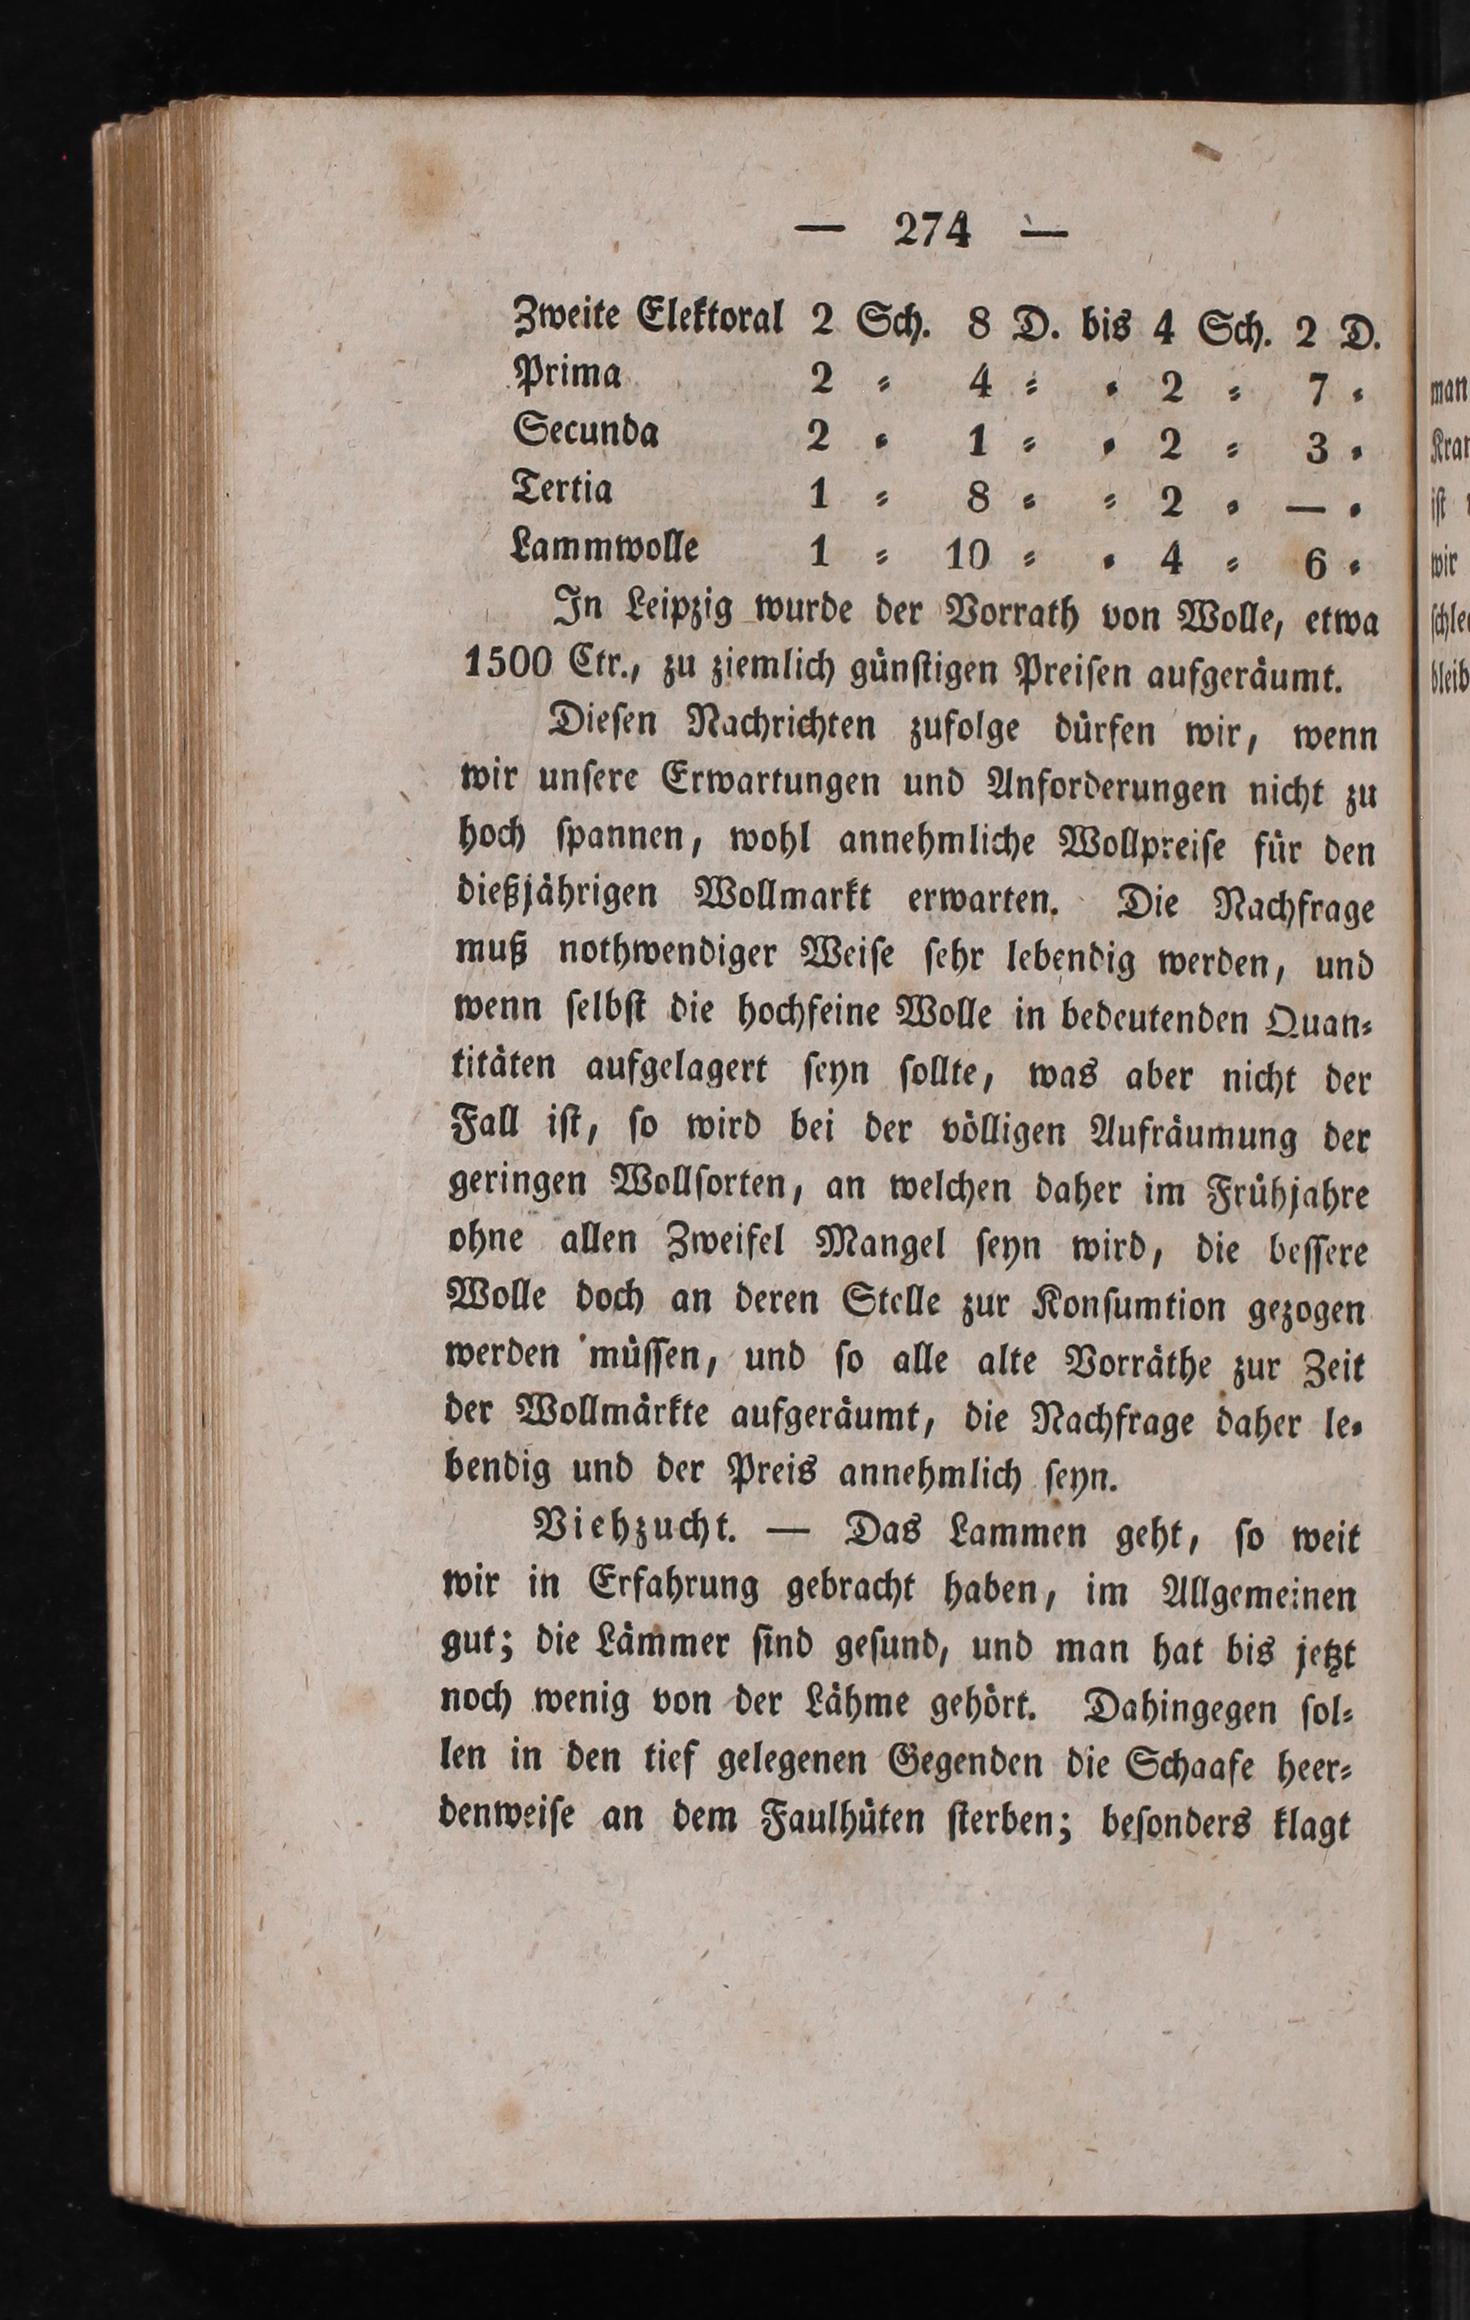 — 274 —
Zweite Elektoral 2 Sch. 8 D. bis 4 Sch. 2 D.
Prima 2 ⸗ 4 ⸗ ⸗ 2 ⸗ 7 ⸗
Secunda 2 ⸗ 1 ⸗ ⸗ 2 ⸗ 3 ⸗
Tertia 1 ⸗ 8 ⸗ ⸗ 2 ⸗ — ⸗
Lammwolle 1 ⸗ 10 ⸗ ⸗ 4 ⸗ 6 ⸗
In Leipzig wurde der Vorrath von Wolle, etwa
1500 Ctr., zu ziemlich günſtigen Preiſen aufgeräumt.
Dieſen Nachrichten zufolge dürfen wir, wenn
wir unſere Erwartungen und Anforderungen nicht zu
hoch ſpannen, wohl annehmliche Wollpreiſe für den
dießjährigen Wollmarkt erwarten. Die Nachfrage
muß nothwendiger Weiſe ſehr lebendig werden, und
wenn ſelbſt die hochfeine Wolle in bedeutenden Quan⸗
titäten aufgelagert ſeyn ſollte, was aber nicht der
Fall iſt, ſo wird bei der völligen Aufräumung der
geringen Wollſorten, an welchen daher im Frühjahre
ohne allen Zweifel Mangel ſeyn wird, die beſſere
Wolle doch an deren Stelle zur Konſumtion gezogen
werden müſſen, und ſo alle alte Vorräthe zur Zeit
der Wollmärkte aufgeräumt, die Nachfrage daher le⸗
bendig und der Preis annehmlich ſeyn.
Viehzucht. — Das Lammen geht, ſo weit
wir in Erfahrung gebracht haben, im Allgemeinen
gut; die Lämmer ſind geſund, und man hat bis jetzt
noch wenig von der Lähme gehört. Dahingegen ſol⸗
len in den tief gelegenen Gegenden die Schaafe heer⸗
denweiſe an dem Faulhüten ſterben; beſonders klagt
man
iſt
wir
bleib